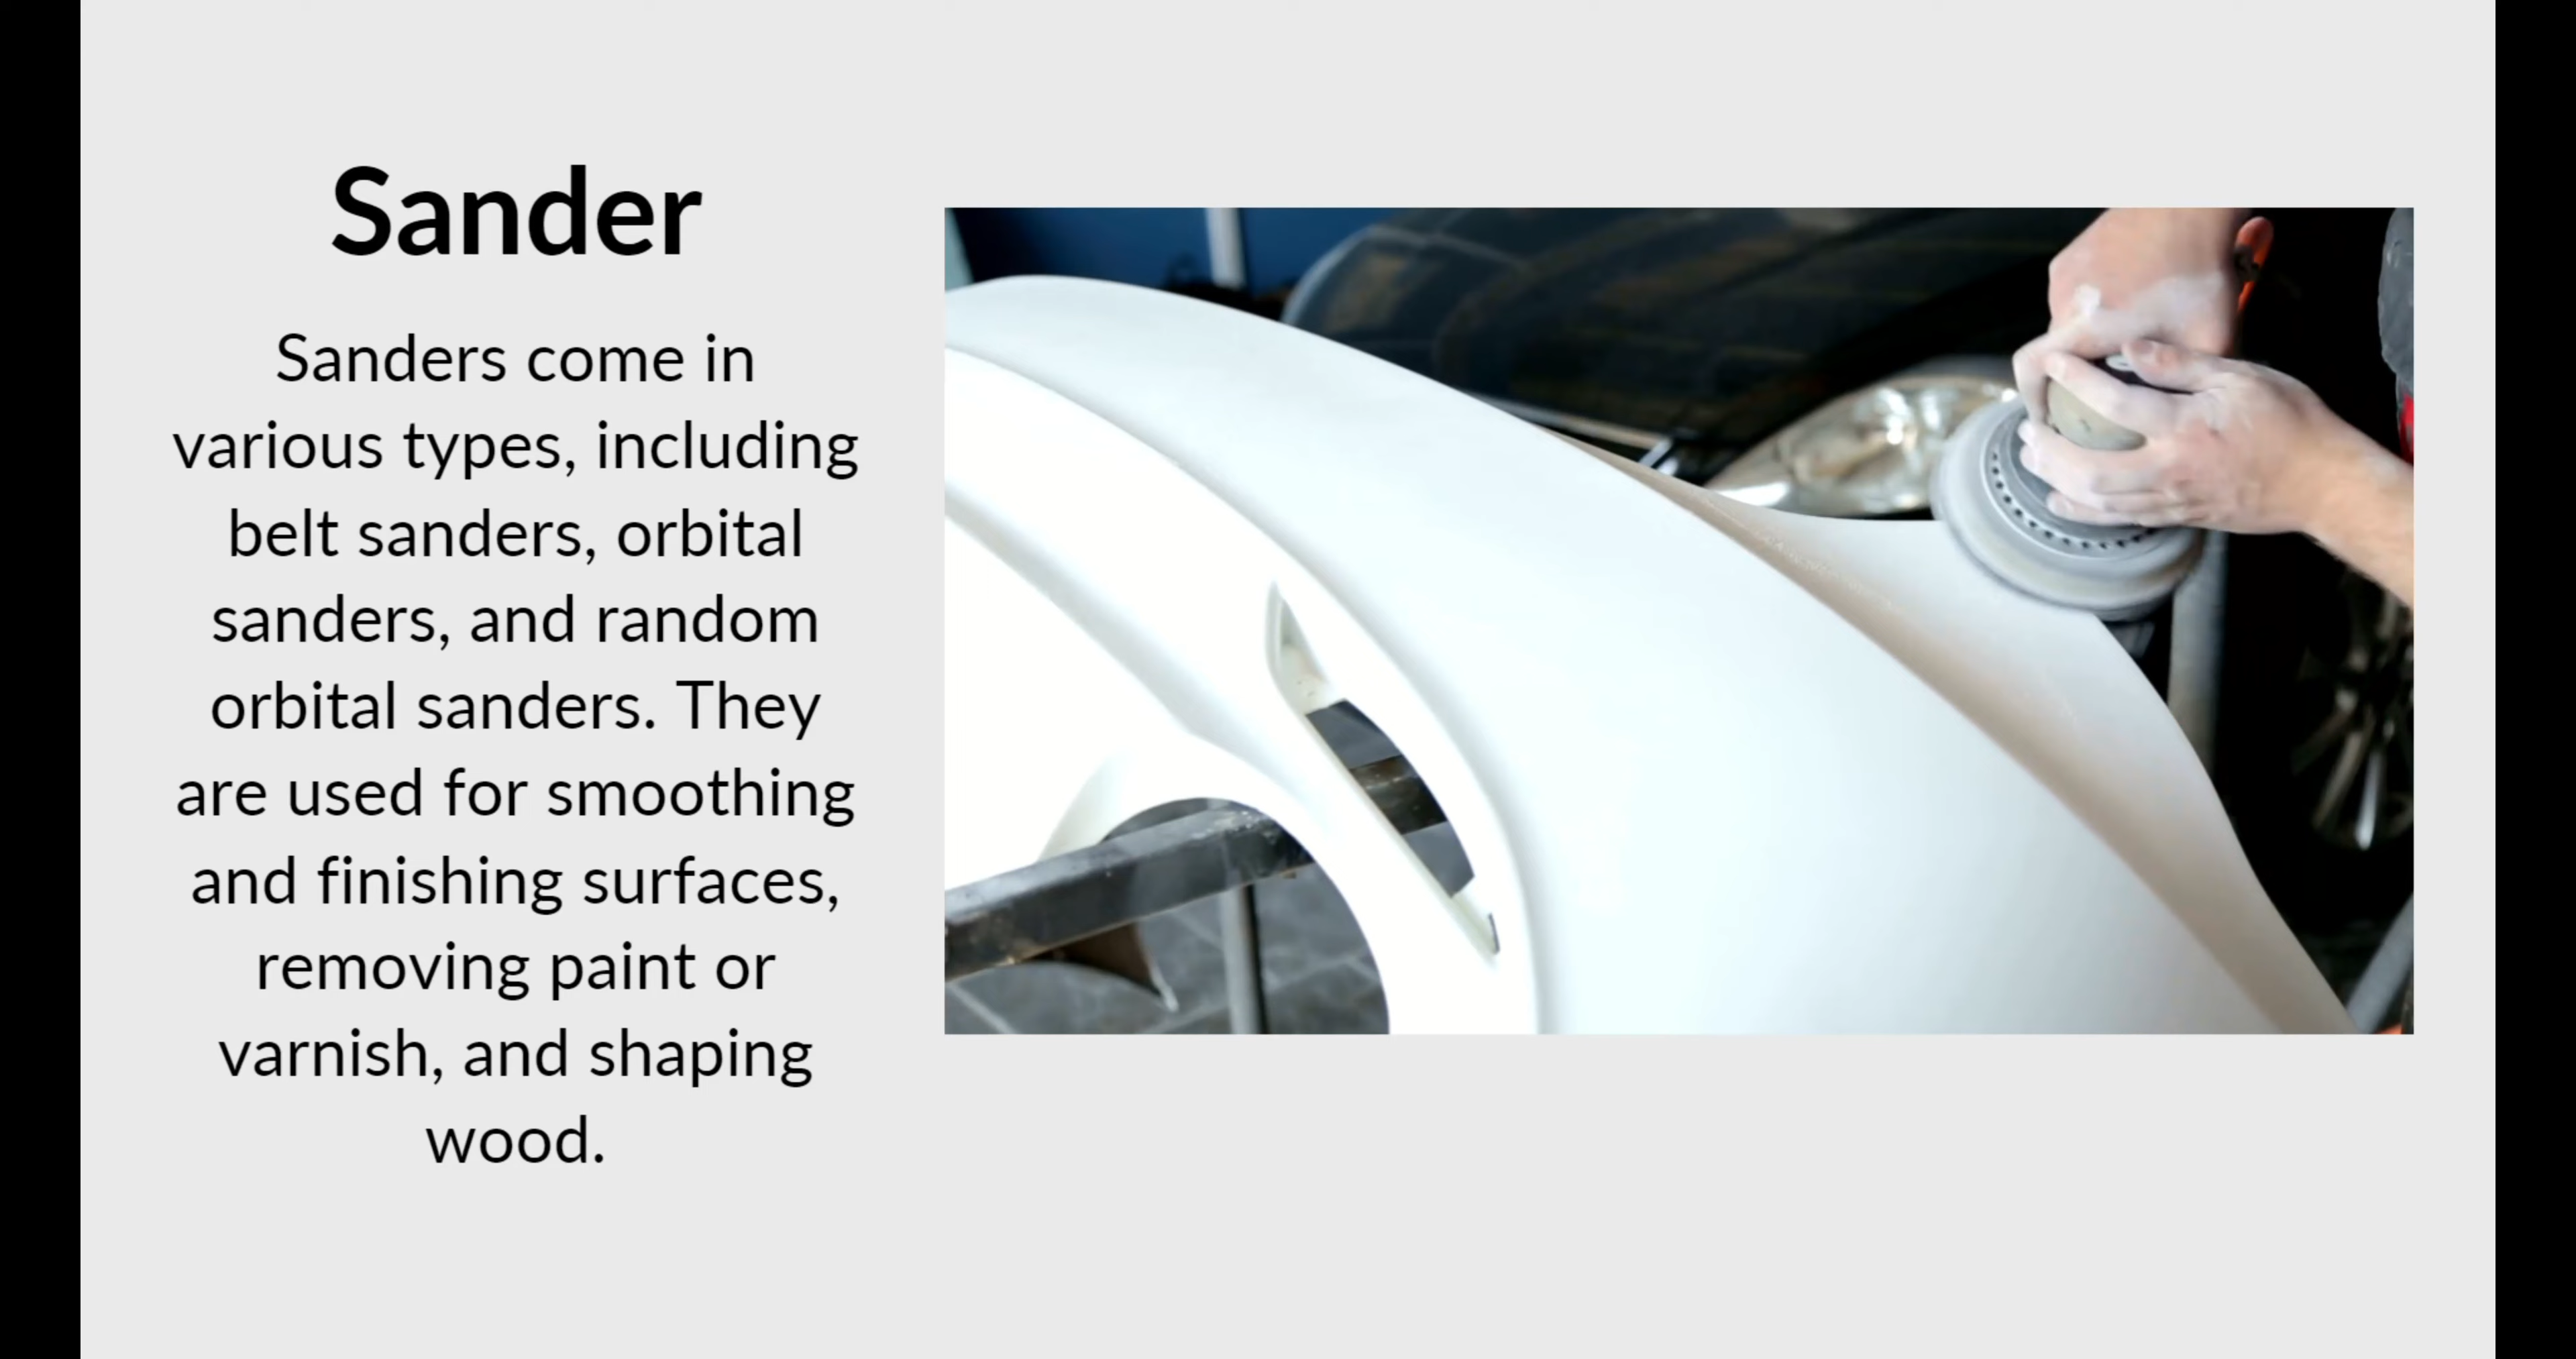 Sander
Sanders come in
various types, including
belt sanders, orbital
sanders, and random
orbital sanders. They
are used for smoothing
and finishing surfaces,
removing paint or
varnish, and shaping
wood.